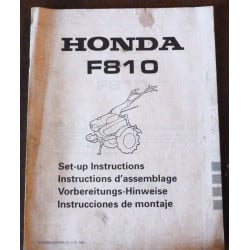 HONDA
F810
Set-up Instructions
Instructions d'assemblage
Vorbereitungs-Hinweise
Instrucciones de montaje